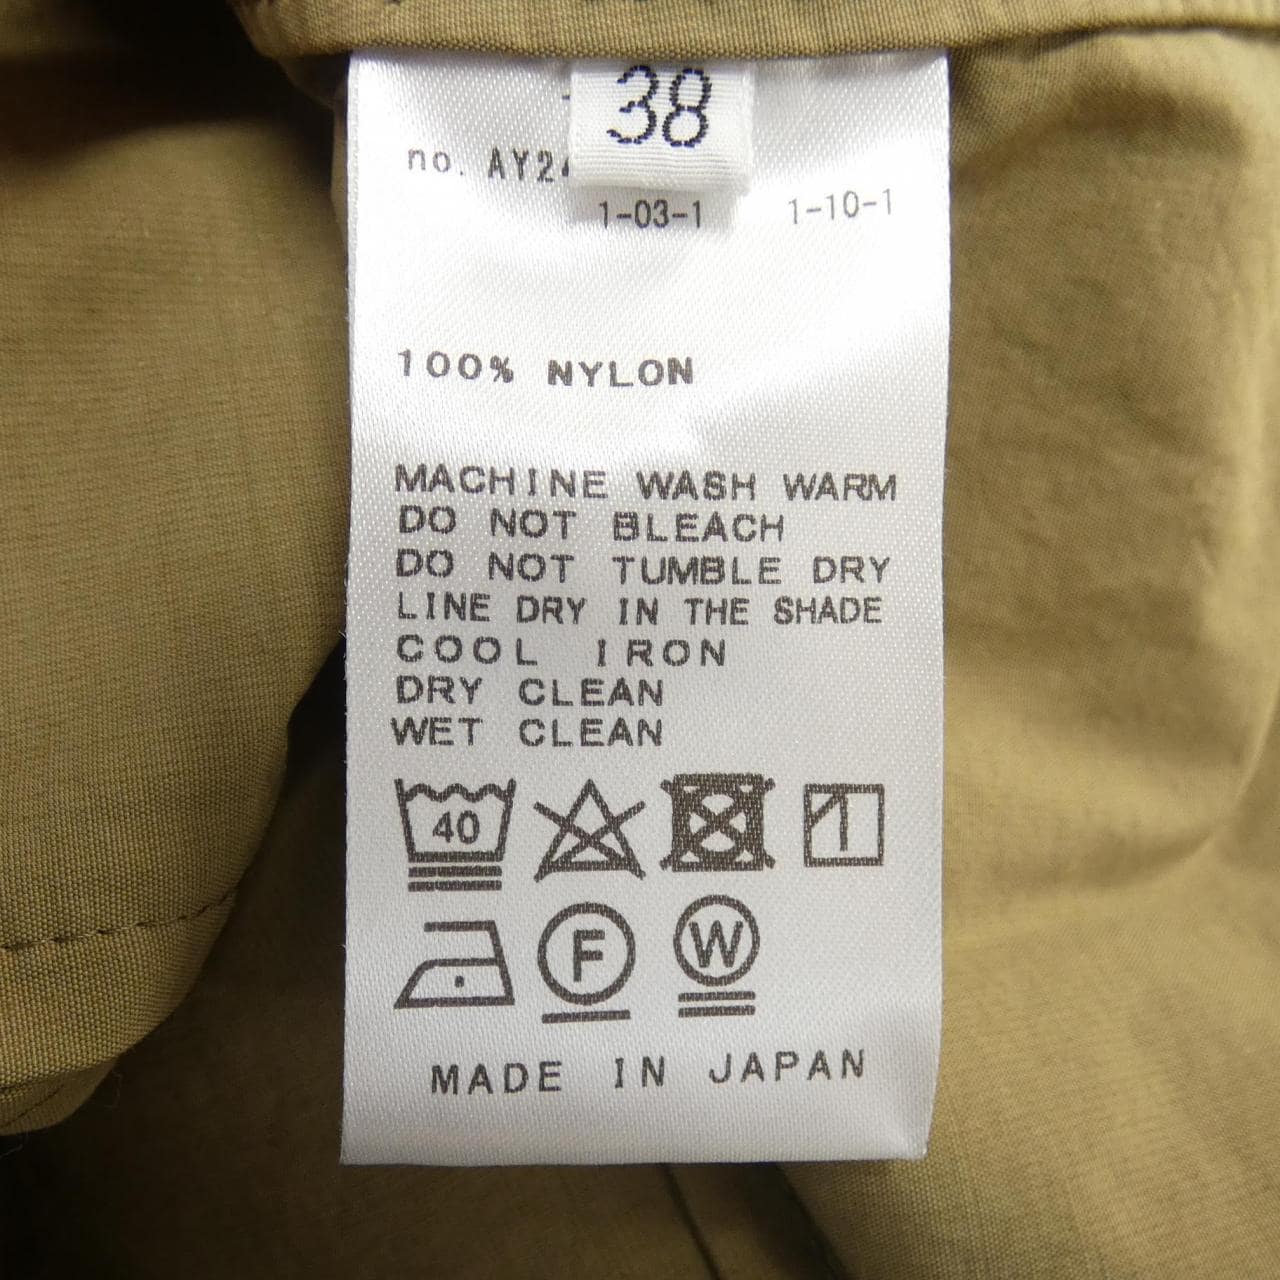 38
no. AY24
1-03-1 1-10-1
100% NYLON
MACHINE WASH WARM
DO NOT BLEACH
DO NOT TUMBLE DRY
LINE DRY IN THE SHADE
COOL IRON
DRY CLEAN
WET CLEAN
40
F W
MADE IN JAPAN